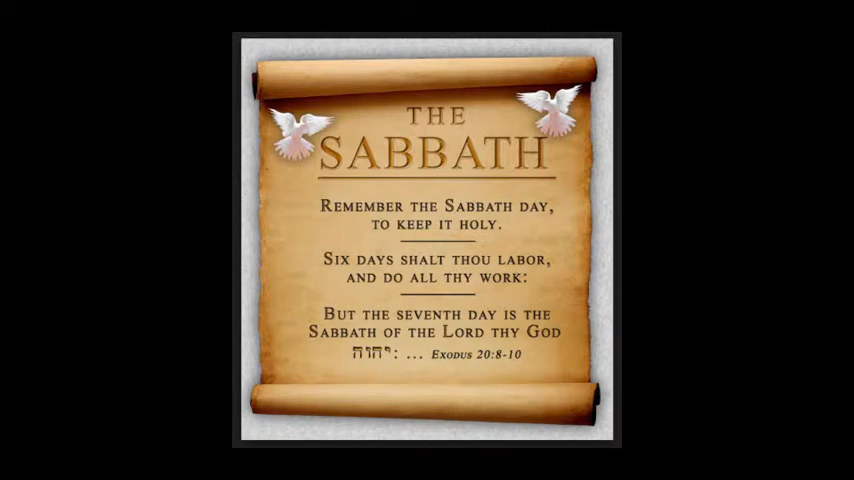 THE
SABBATH
REMEMBER THE SABBATH DAY,
TO KEEP IT HOLY.
SIX DAYS SHALT THOU LABOR,
AND DO ALL THY WORK:
BUT THE SEVENTH DAY IS THE
SABBATH OF THE LORD THY GOD
יהוה: ... EXODUS 20:8-10